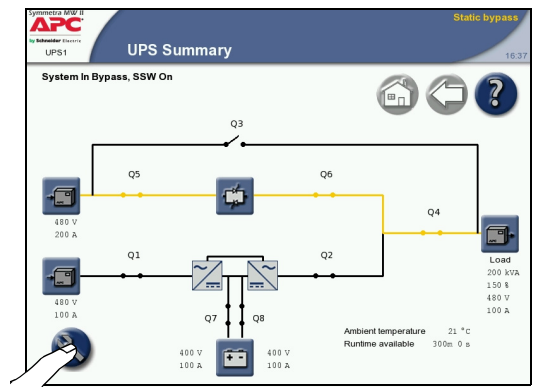 Symmetra MW II
Static bypass
APC
by Schneider Electric
UPS1
UPS Summary
16:37
System In Bypass, SSW On
?
Q3
Q5
Q6
Q4
480 V
200 A
Load
200 kVA
150 %
480 V
100 A
Q1
Q2
480 V
100 A
Q7
Q8
Ambient temperature 21 °C
Runtime available 300m 0 s
400 V
100 A
400 V
100 A